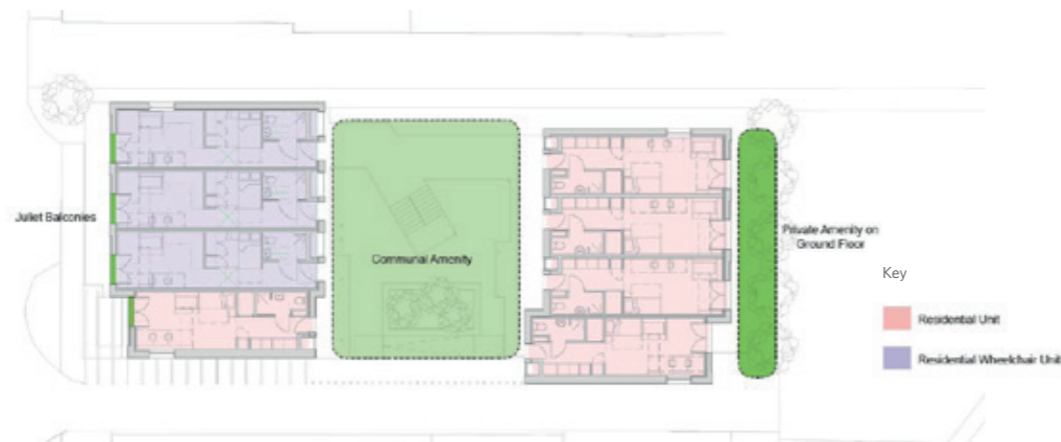 Juliet Balconies
Communal Amenity
Private Amenity on
Ground Floor
Key
Residential Unit
Residential Wheelchair Unit